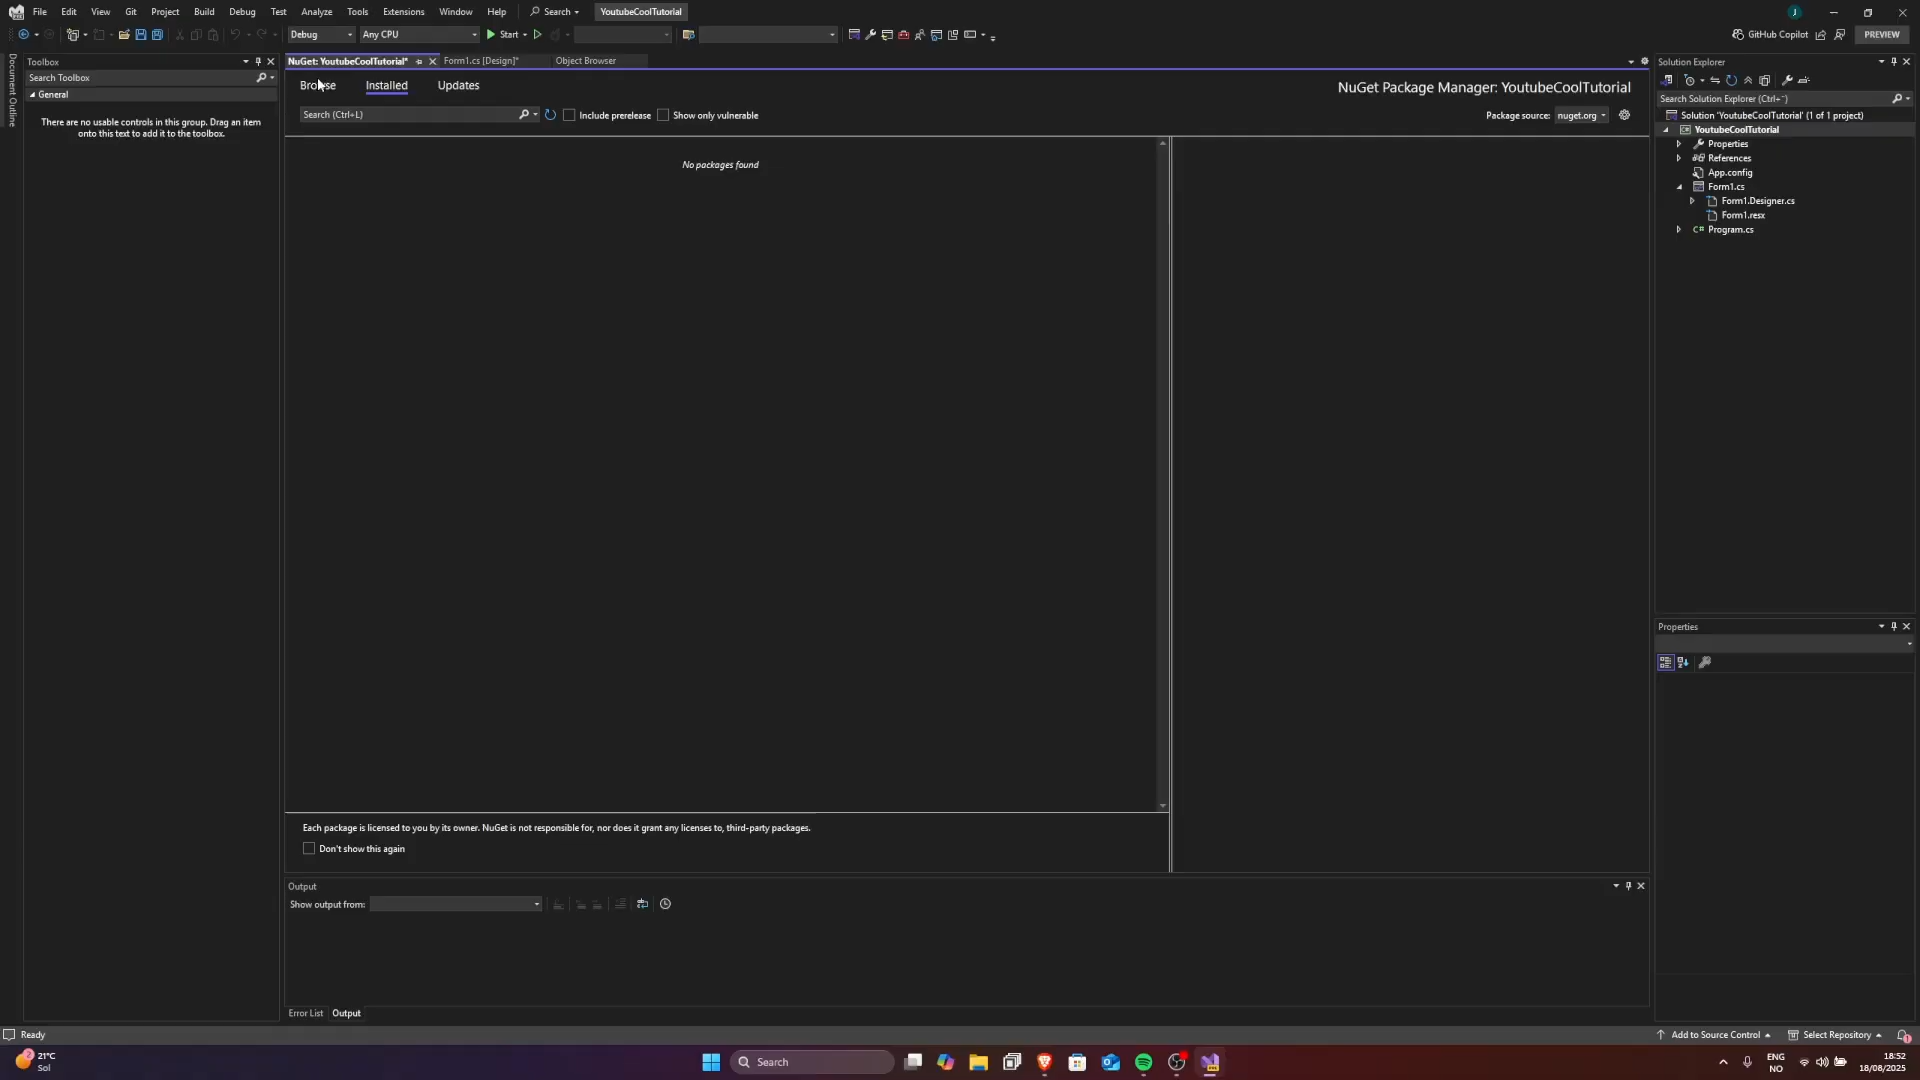 File Edit View Git Project Build Debug Test Analyze Tools Extensions Window Help Search YoutubeCoolTutorial J
Debug Any CPU Start GitHub Copilot PREVIEW
Document Outline
Toolbox
Search Toolbox
General
There are no usable controls in this group. Drag an item
onto this text to add it to the toolbox.
NuGet: YoutubeCoolTutorial* Form1.cs [Design]* Object Browser
Browse Installed Updates
NuGet Package Manager: YoutubeCoolTutorial
Search (Ctrl+L) Include prerelease Show only vulnerable
Package source: nuget.org
No packages found
Each package is licensed to you by its owner. NuGet is not responsible for, nor does it grant any licenses to, third-party packages.
Don't show this again
Output
Show output from:
Error List Output
Solution Explorer
Search Solution Explorer (Ctrl+¨)
Solution 'YoutubeCoolTutorial' (1 of 1 project)
YoutubeCoolTutorial
Properties
References
App.config
Form1.cs
Form1.Designer.cs
Form1.resx
C# Program.cs
Properties
Ready
Add to Source Control Select Repository
21°C
Sol
Search
ENG
NO
18:52
18/08/2025